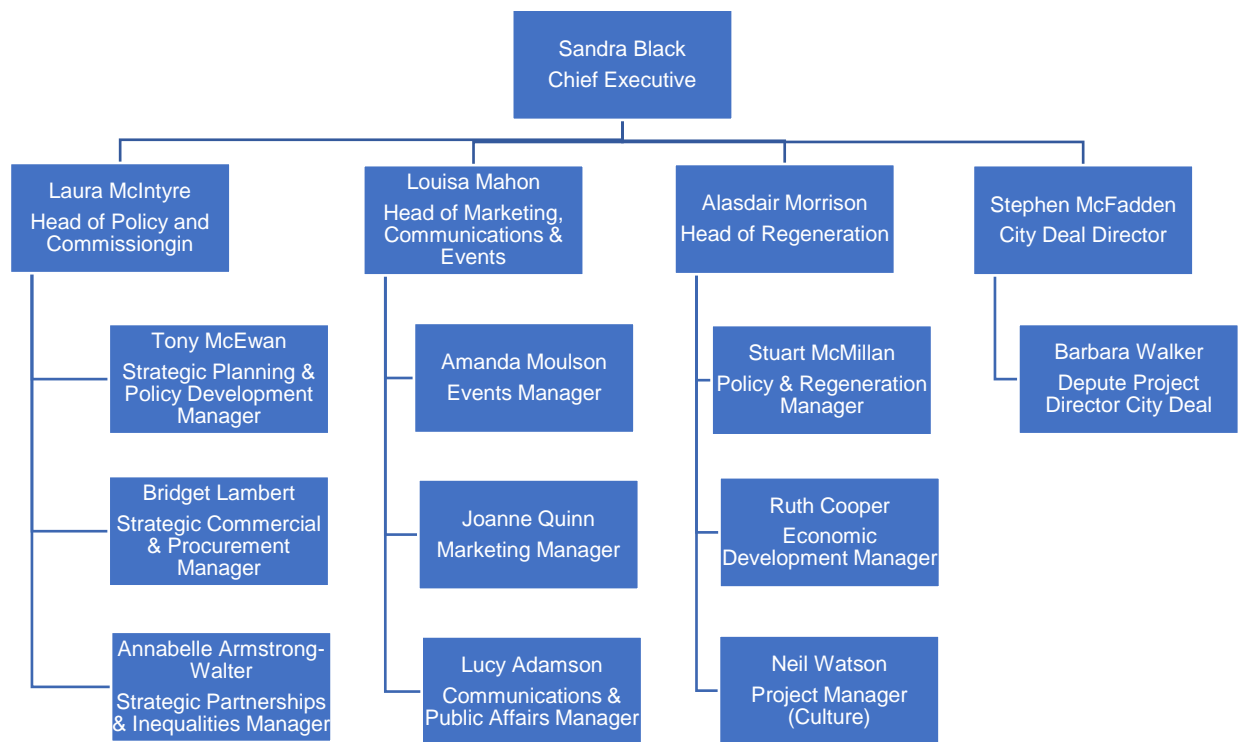 Sandra Black
Chief Executive
Laura McIntyre
Head of Policy and
Commissiongin
Louisa Mahon
Head of Marketing,
Communications &
Events
Alasdair Morrison
Head of Regeneration
Stephen McFadden
City Deal Director
Tony McEwan
Strategic Planning &
Policy Development
Manager
Amanda Moulson
Events Manager
Stuart McMillan
Policy & Regeneration
Manager
Barbara Walker
Depute Project
Director City Deal
Bridget Lambert
Strategic Commercial
& Procurement
Manager
Joanne Quinn
Marketing Manager
Ruth Cooper
Economic
Development Manager
Annabelle Armstrong-
Walter
Strategic Partnerships
& Inequalities Manager
Lucy Adamson
Communications &
Public Affairs Manager
Neil Watson
Project Manager
(Culture)